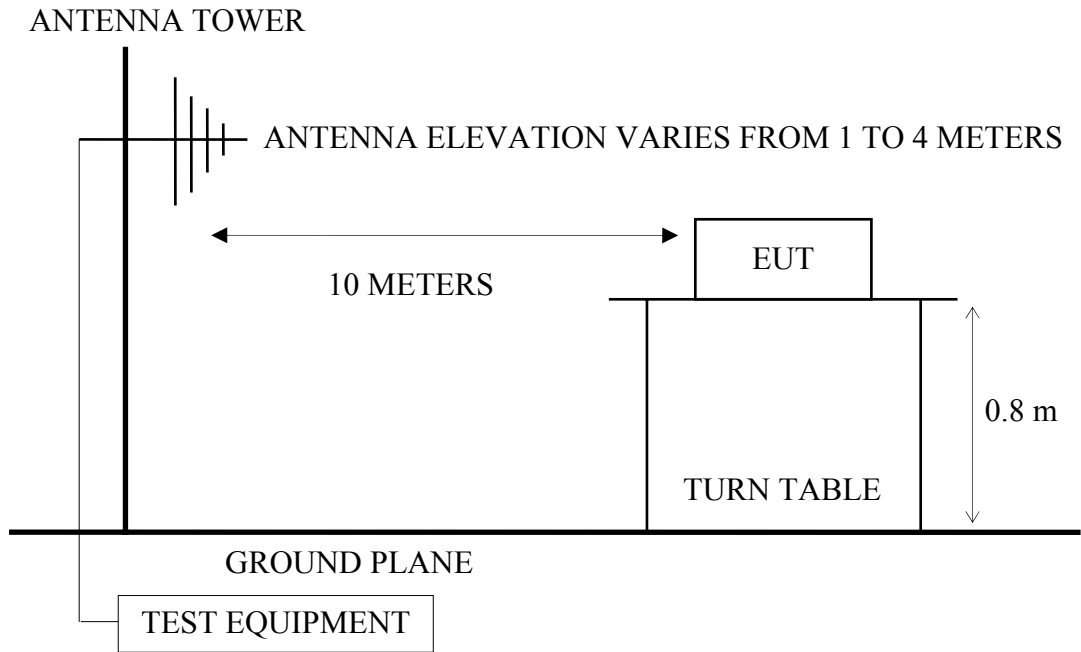 ANTENNA TOWER
ANTENNA ELEVATION VARIES FROM 1 TO 4 METERS
EUT
10 METERS
0.8 m
TURN TABLE
GROUND PLANE
TEST EQUIPMENT